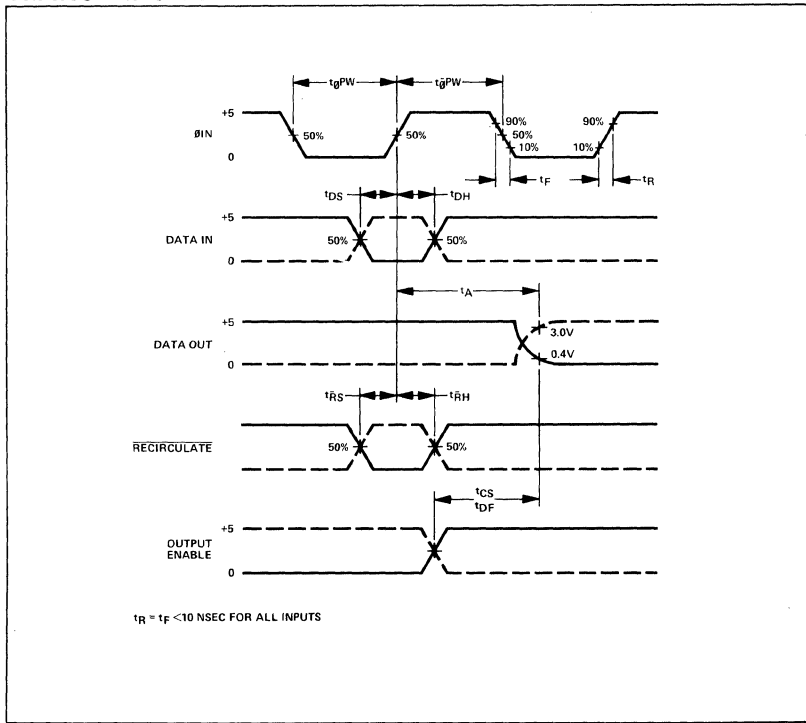 tøPW tø̄PW
+5 90% 90%
øIN 50% 50% 50%
0 10% 10%
tF tR
tDS tDH
+5
DATA IN 50% 50%
0
tA
+5 3.0V
DATA OUT
0 0.4V
tR̄S tR̄H
RECIRCULATE 50% 50%
tCS
tDF
+5
OUTPUT
ENABLE
0
tR = tF <10 NSEC FOR ALL INPUTS